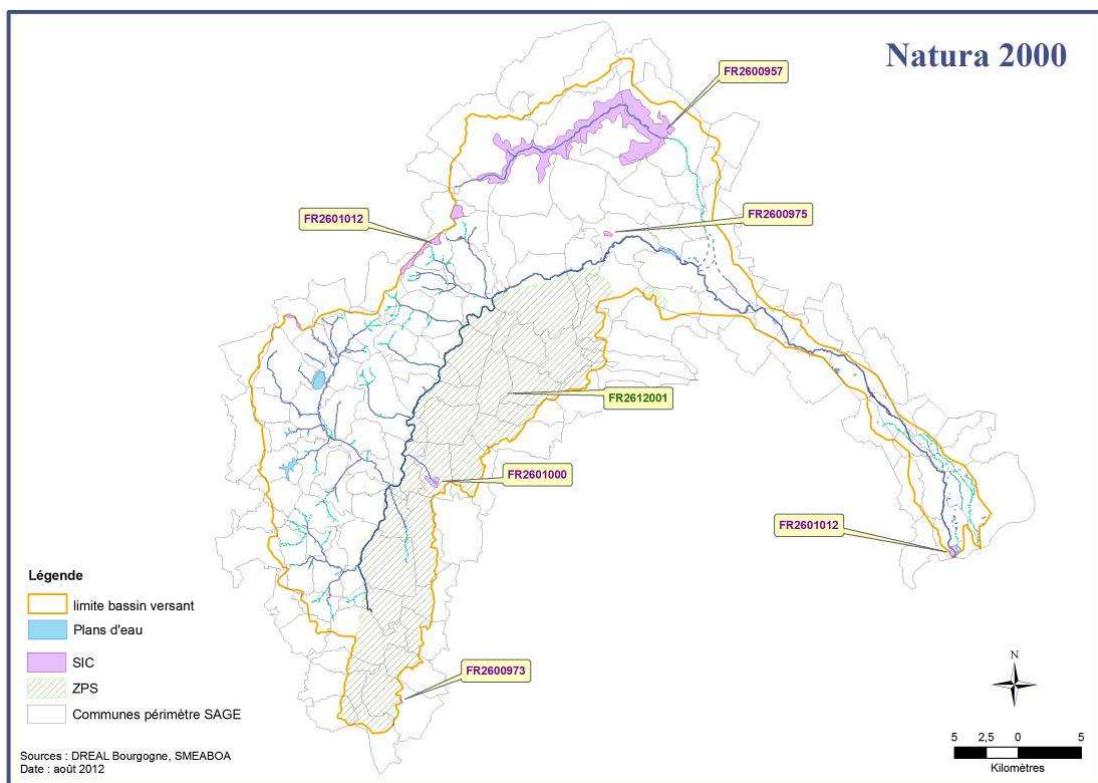 Natura 2000
FR2600957
FR2601012
FR2600975
FR2612001
FR2601000
FR2601012
FR2600973
Légende
limite bassin versant
Plans d'eau
SIC
ZPS
Communes périmètre SAGE
Sources : DREAL Bourgogne, SMEABOA
Date : août 2012
N
5 2,5 0 5
Kilomètres